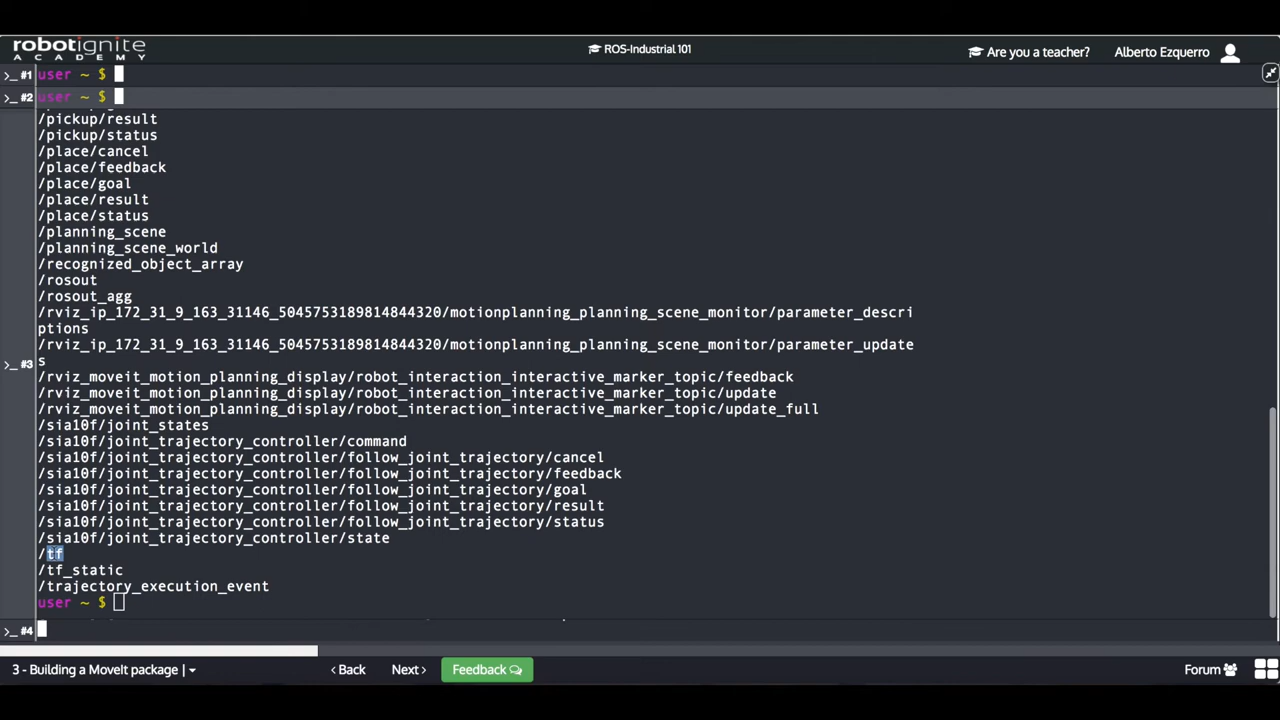 robotignite
ACADEMY
ROS-Industrial 101
Are you a teacher?
Alberto Ezquerro
>_ #1 user ~ $
>_ #2 user ~ $
/pickup/result
/pickup/status
/place/cancel
/place/feedback
/place/goal
/place/result
/place/status
/planning_scene
/planning_scene_world
/recognized_object_array
/rosout
/rosout_agg
/rviz_ip_172_31_9_163_31146_5045753189814844320/motionplanning_planning_scene_monitor/parameter_descri
ptions
/rviz_ip_172_31_9_163_31146_5045753189814844320/motionplanning_planning_scene_monitor/parameter_update
s
>_ #3
/rviz_moveit_motion_planning_display/robot_interaction_interactive_marker_topic/feedback
/rviz_moveit_motion_planning_display/robot_interaction_interactive_marker_topic/update
/rviz_moveit_motion_planning_display/robot_interaction_interactive_marker_topic/update_full
/sia10f/joint_states
/sia10f/joint_trajectory_controller/command
/sia10f/joint_trajectory_controller/follow_joint_trajectory/cancel
/sia10f/joint_trajectory_controller/follow_joint_trajectory/feedback
/sia10f/joint_trajectory_controller/follow_joint_trajectory/goal
/sia10f/joint_trajectory_controller/follow_joint_trajectory/result
/sia10f/joint_trajectory_controller/follow_joint_trajectory/status
/sia10f/joint_trajectory_controller/state
/tf
/tf_static
/trajectory_execution_event
user ~ $
>_ #4
3 - Building a MoveIt package |
< Back
Next >
Feedback
Forum